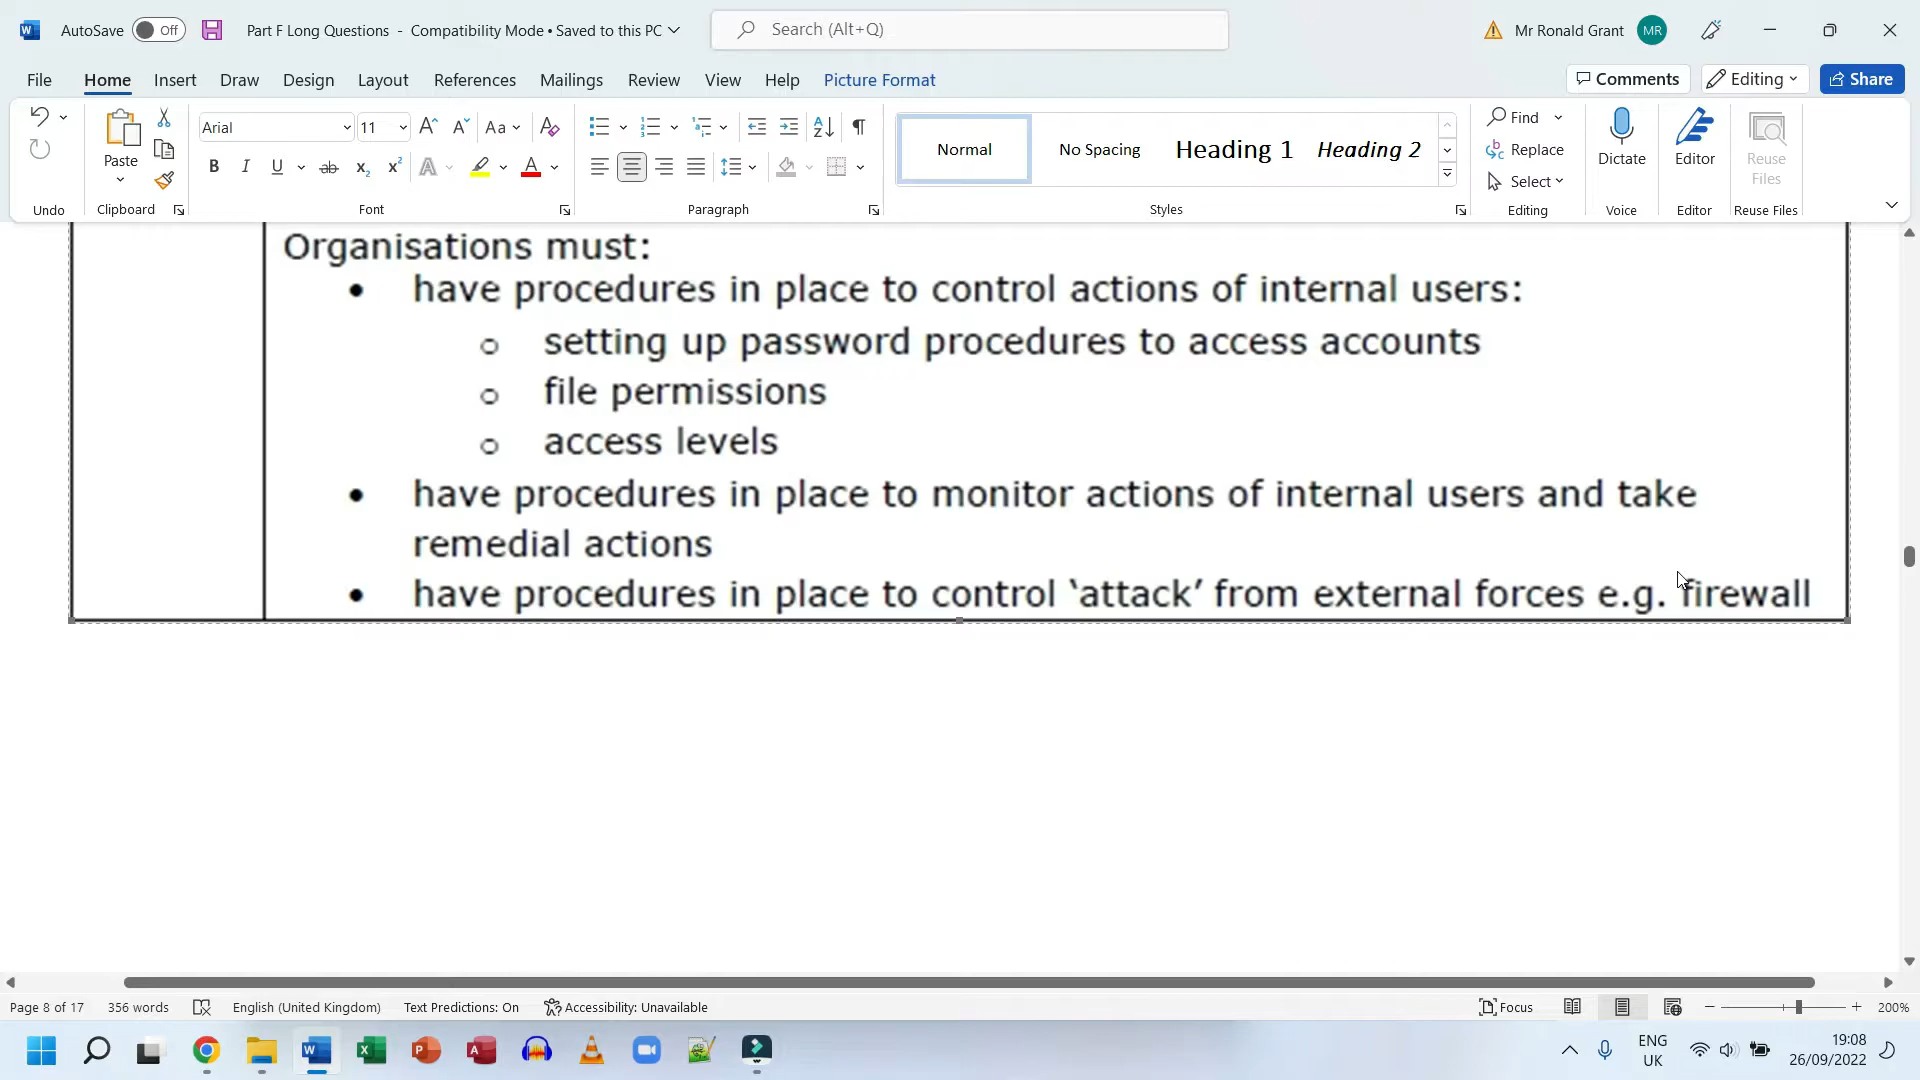 AutoSave Off Part F Long Questions - Compatibility Mode • Saved to this PC Search (Alt+Q) Mr Ronald Grant MR
File Home Insert Draw Design Layout References Mailings Review View Help Picture Format Comments Editing Share
Arial 11 Aa
Paste
B I U ab x2 x2 A A
Normal No Spacing Heading 1 Heading 2
Find
Replace
Select
Dictate Editor Reuse Files
Undo Clipboard Font Paragraph Styles Editing Voice Editor Reuse Files
Organisations must:
• have procedures in place to control actions of internal users:
o setting up password procedures to access accounts
o file permissions
o access levels
• have procedures in place to monitor actions of internal users and take
remedial actions
• have procedures in place to control ‘attack’ from external forces e.g. firewall
Page 8 of 17 356 words English (United Kingdom) Text Predictions: On Accessibility: Unavailable Focus 200%
ENG
UK
19:08
26/09/2022